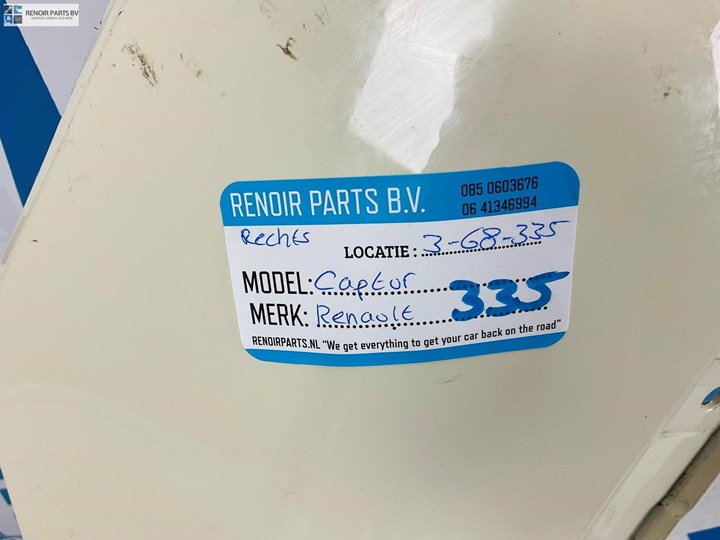 RENOIR PARTS BV
RENOIR PARTS B.V.
085 0603676
06 41346994
Rechts
LOCATIE : 3-68-335
MODEL: Captur
MERK: Renault
335
RENOIRPARTS.NL "We get everything to get your car back on the road"